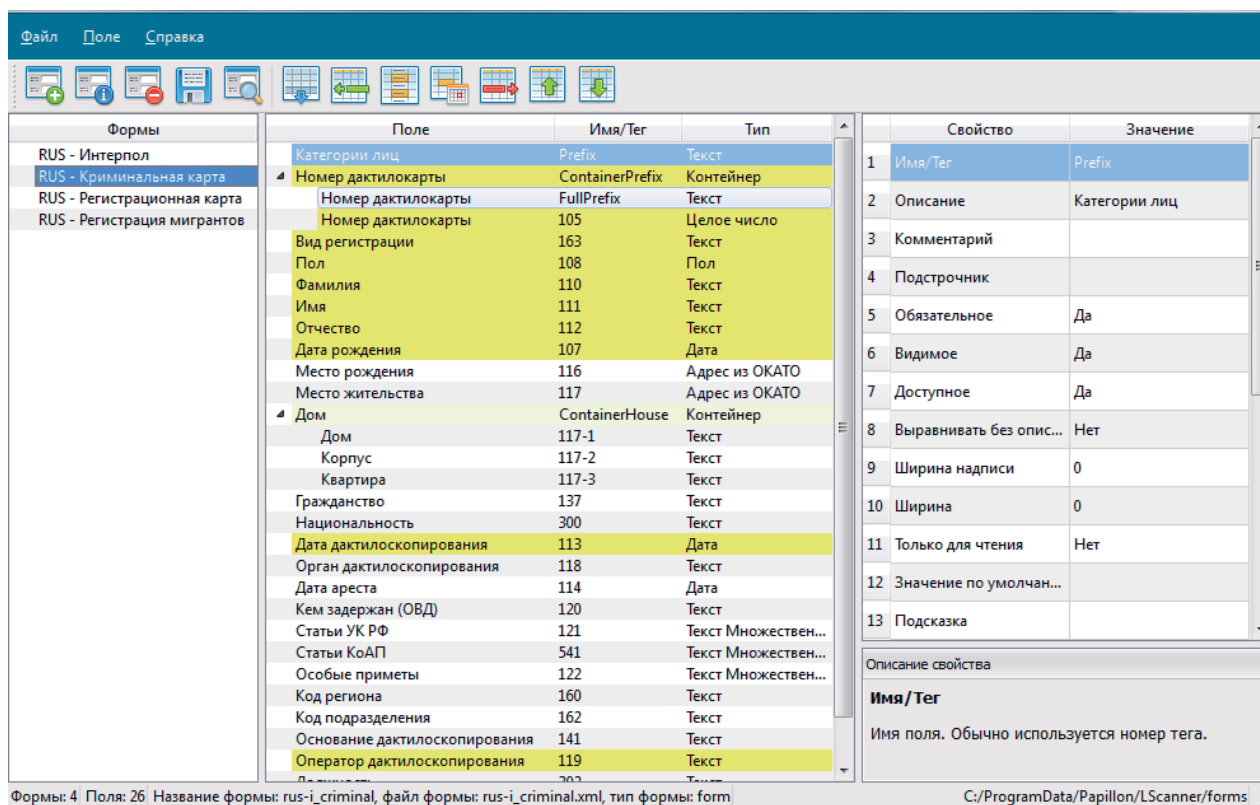 Файл Поле Справка
Формы
RUS - Интерпол
RUS - Криминальная карта
RUS - Регистрационная карта
RUS - Регистрация мигрантов
Поле Имя/Тег Тип
Категории лиц Prefix Текст
Номер дактилокарты ContainerPrefix Контейнер
Номер дактилокарты FullPrefix Текст
Номер дактилокарты 105 Целое число
Вид регистрации 163 Текст
Пол 108 Пол
Фамилия 110 Текст
Имя 111 Текст
Отчество 112 Текст
Дата рождения 107 Дата
Место рождения 116 Адрес из ОКАТО
Место жительства 117 Адрес из ОКАТО
Дом ContainerHouse Контейнер
Дом 117-1 Текст
Корпус 117-2 Текст
Квартира 117-3 Текст
Гражданство 137 Текст
Национальность 300 Текст
Дата дактилоскопирования 113 Дата
Орган дактилоскопирования 118 Текст
Дата ареста 114 Дата
Кем задержан (ОВД) 120 Текст
Статьи УК РФ 121 Текст Множествен...
Статьи КоАП 541 Текст Множествен...
Особые приметы 122 Текст Множествен...
Код региона 160 Текст
Код подразделения 162 Текст
Основание дактилоскопирования 141 Текст
Оператор дактилоскопирования 119 Текст
Свойство Значение
1 Имя/Тег Prefix
2 Описание Категории лиц
3 Комментарий
4 Подстрочник
5 Обязательное Да
6 Видимое Да
7 Доступное Да
8 Выравнивать без опис... Нет
9 Ширина надписи 0
10 Ширина 0
11 Только для чтения Нет
12 Значение по умолчан...
13 Подсказка
Описание свойства
Имя/Тег
Имя поля. Обычно используется номер тега.
Формы: 4 Поля: 26 Название формы: rus-i_criminal, файл формы: rus-i_criminal.xml, тип формы: form C:/ProgramData/Papillon/LScanner/forms